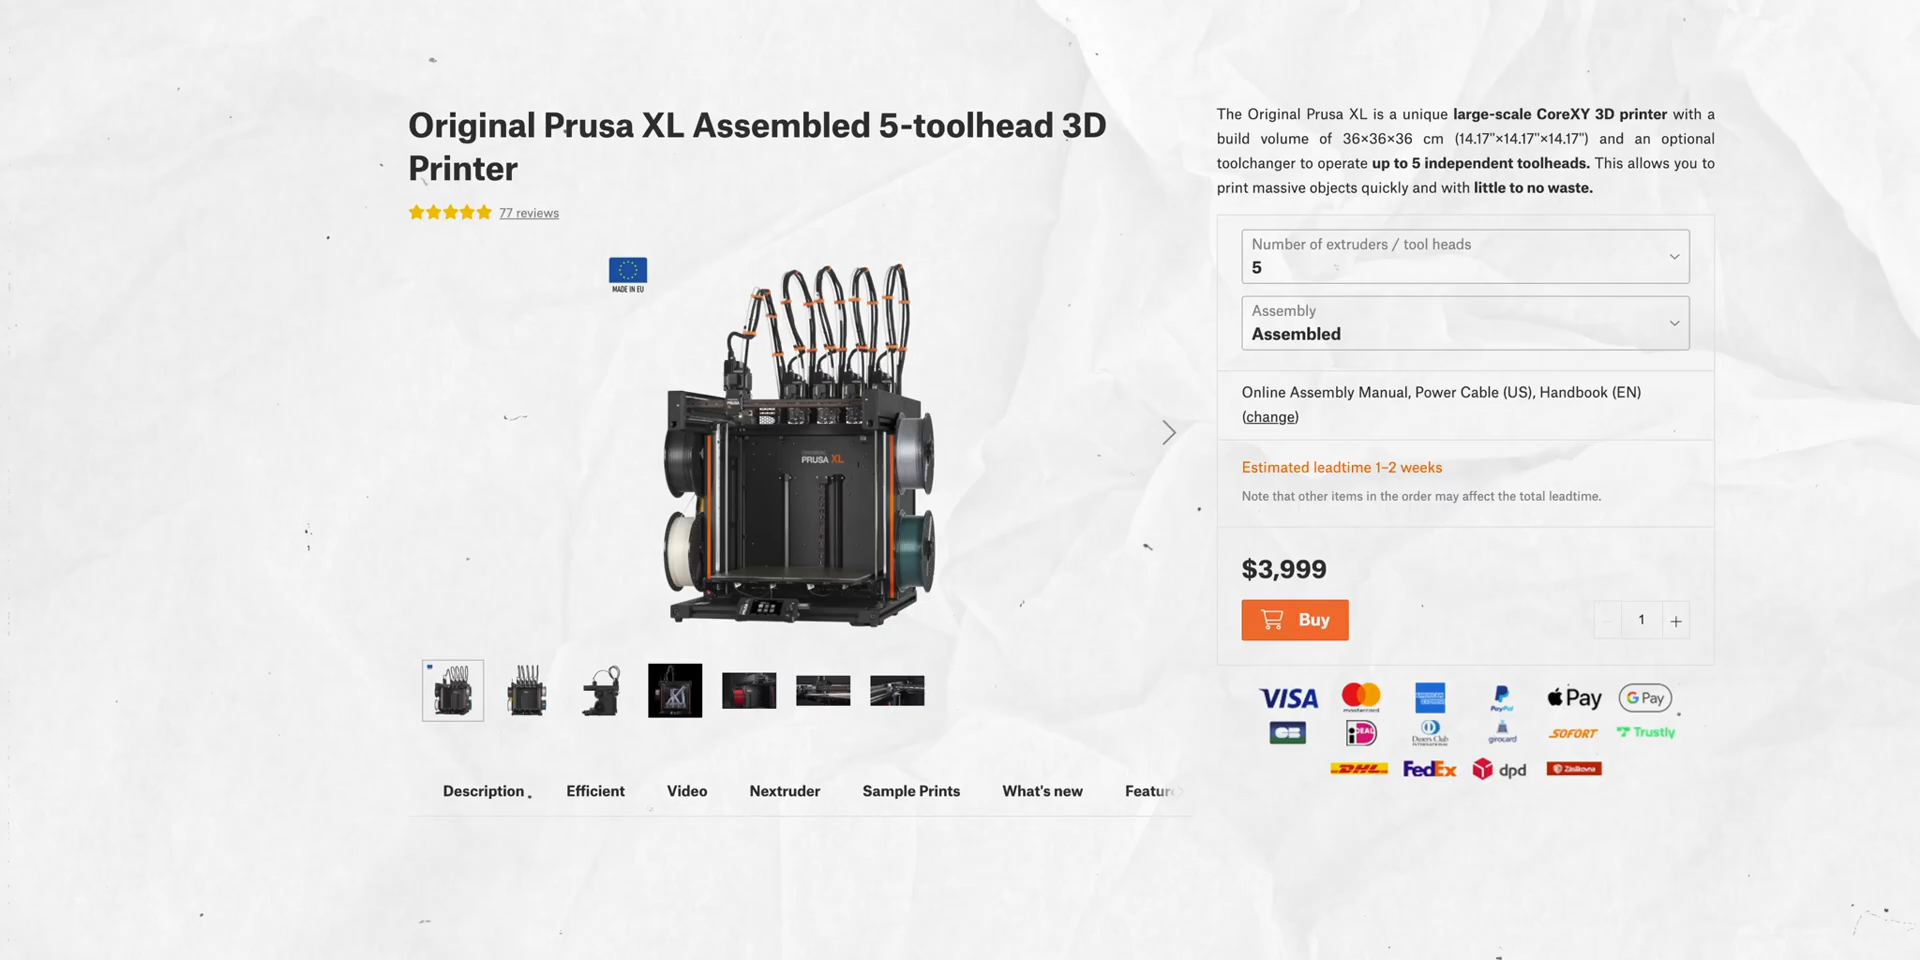 Original Prusa XL Assembled 5-toolhead 3D
Printer
77 reviews
MADE IN EU
PRUSA XL
The Original Prusa XL is a unique large-scale CoreXY 3D printer with a
build volume of 36×36×36 cm (14.17"×14.17"×14.17") and an optional
toolchanger to operate up to 5 independent toolheads. This allows you to
print massive objects quickly and with little to no waste.
Number of extruders / tool heads
5
Assembly
Assembled
Online Assembly Manual, Power Cable (US), Handbook (EN)
(change)
Estimated leadtime 1–2 weeks
Note that other items in the order may affect the total leadtime.
$3,999
Buy
1
VISA mastercard AMERICAN EXPRESS PayPal Pay G Pay
CB iDEAL Diners Club INTERNATIONAL girocard SOFORT Trustly
DHL FedEx dpd Zásilkovna
Description Efficient Video Nextruder Sample Prints What's new Featur